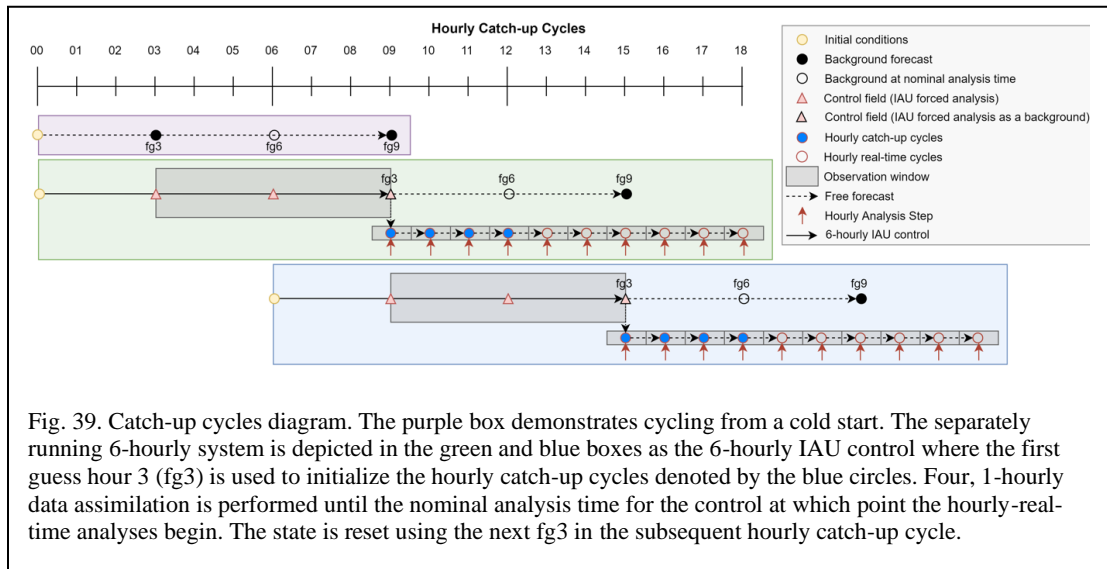 Hourly Catch-up Cycles
00 01 02 03 04 05 06 07 08 09 10 11 12 13 14 15 16 17 18
Initial conditions
Background forecast
Background at nominal analysis time
Control field (IAU forced analysis)
Control field (IAU forced analysis as a background)
Hourly catch-up cycles
Hourly real-time cycles
Observation window
Free forecast
Hourly Analysis Step
6-hourly IAU control
fg3 fg6 fg9
fg3 fg6 fg9
fg3 fg6 fg9
Fig. 39. Catch-up cycles diagram. The purple box demonstrates cycling from a cold start. The separately
running 6-hourly system is depicted in the green and blue boxes as the 6-hourly IAU control where the first
guess hour 3 (fg3) is used to initialize the hourly catch-up cycles denoted by the blue circles. Four, 1-hourly
data assimilation is performed until the nominal analysis time for the control at which point the hourly-real-
time analyses begin. The state is reset using the next fg3 in the subsequent hourly catch-up cycle.